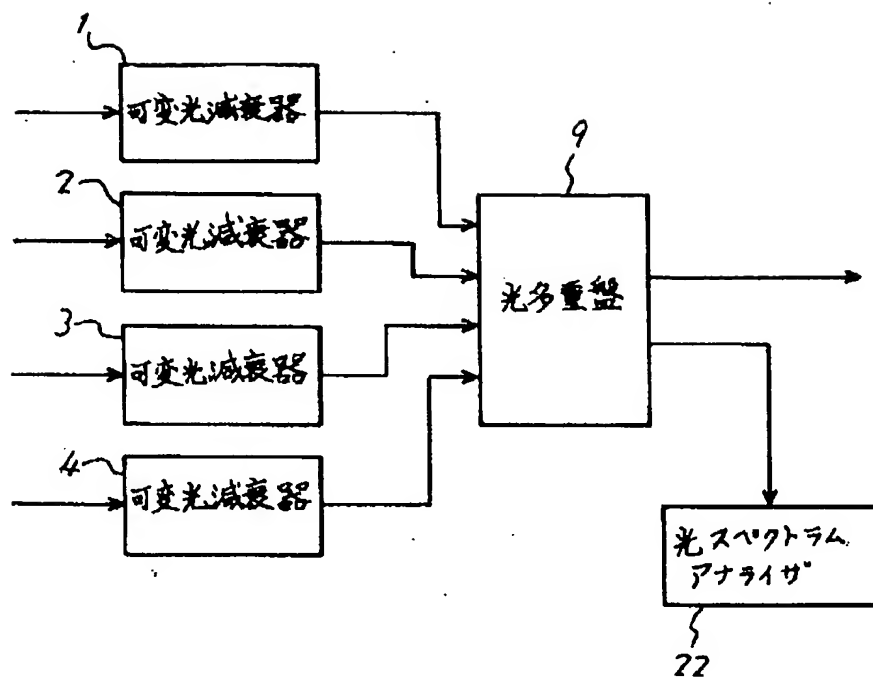 1
可変光減衰器
2
可変光減衰器
3
可変光減衰器
4
可変光減衰器
9
光多重盤
光スペクトラム
アナライザ
22